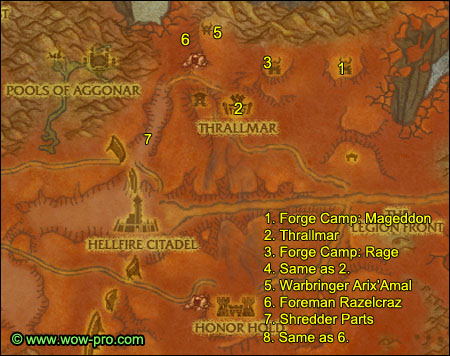 T
6
5
3
1
POOLS OF AGGONAR
2
THRALLMAR
7
1. Forge Camp: Mageddon
2. Thrallmar
LEGION FRONT
3. Forge Camp: Rage
HELLFIRE CITADEL
4. Same as 2.
5. Warbringer Arix'Amal
6. Foreman Razelcraz
7. Shredder Parts
HONOR HOLD
8. Same as 6.
© www.wow-pro.com